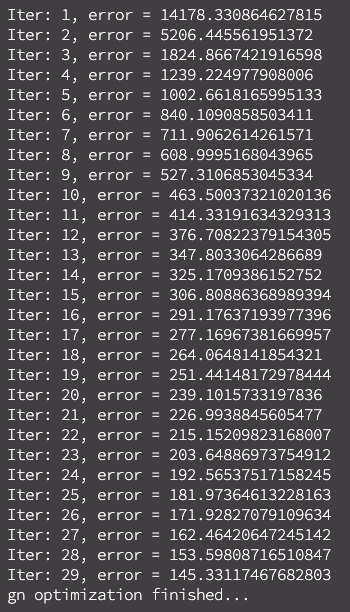 Iter: 1, error = 14178.330864627815
Iter: 2, error = 5206.445561951372
Iter: 3, error = 1824.8667421916598
Iter: 4, error = 1239.224977908006
Iter: 5, error = 1002.6618165995133
Iter: 6, error = 840.1090858503411
Iter: 7, error = 711.9062614261571
Iter: 8, error = 608.9995168043965
Iter: 9, error = 527.3106853045334
Iter: 10, error = 463.50037321020136
Iter: 11, error = 414.33191634329313
Iter: 12, error = 376.70822379154305
Iter: 13, error = 347.8033064286689
Iter: 14, error = 325.1709386152752
Iter: 15, error = 306.80886368989394
Iter: 16, error = 291.17637193977396
Iter: 17, error = 277.16967381669957
Iter: 18, error = 264.0648141854321
Iter: 19, error = 251.44148172978444
Iter: 20, error = 239.1015733197836
Iter: 21, error = 226.9938845605477
Iter: 22, error = 215.15209823168007
Iter: 23, error = 203.64886973754912
Iter: 24, error = 192.56537517158245
Iter: 25, error = 181.97364613228163
Iter: 26, error = 171.92827079109634
Iter: 27, error = 162.46420647245142
Iter: 28, error = 153.59808716510847
Iter: 29, error = 145.33117467682803
gn optimization finished...